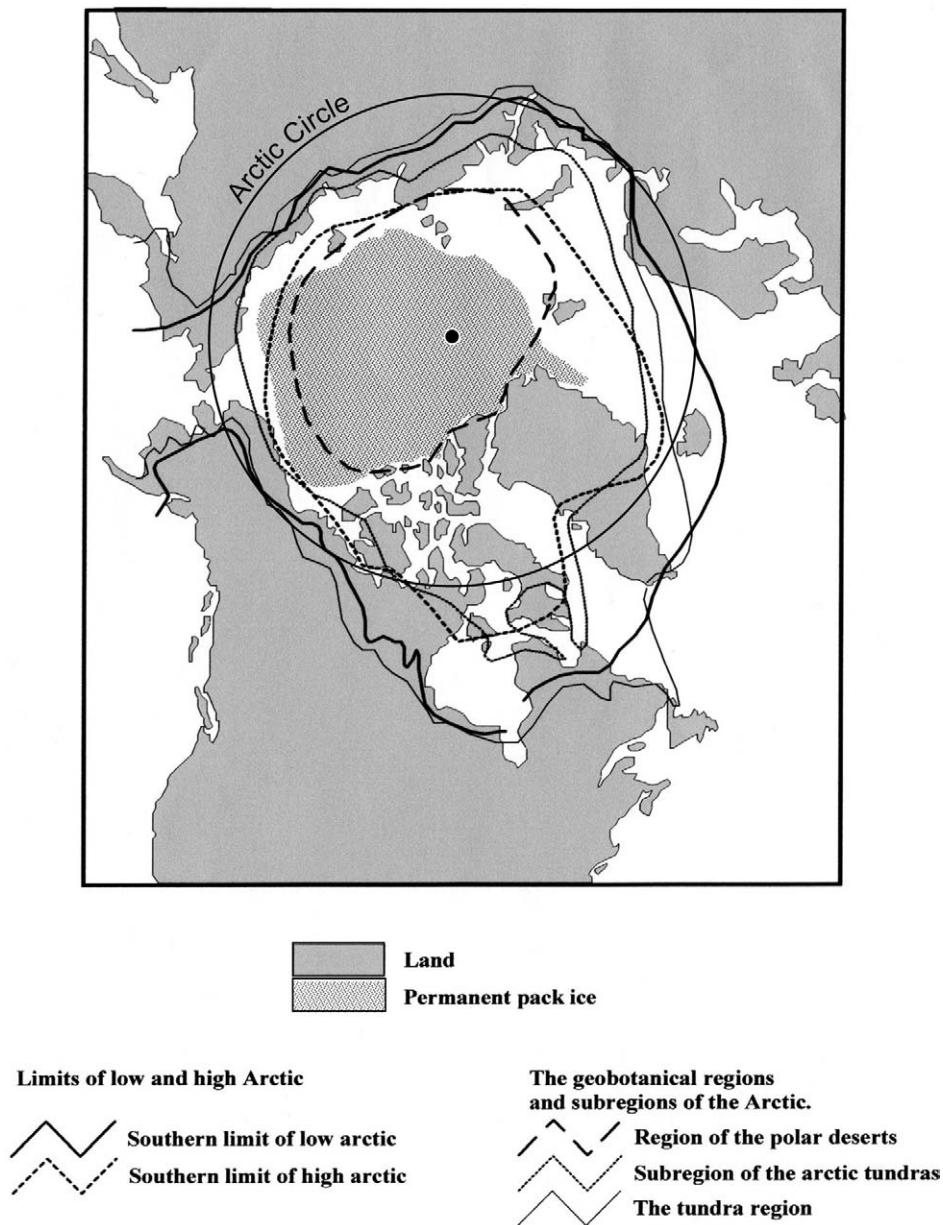 Arctic Circle
Land
Permanent pack ice
Limits of low and high Arctic
Southern limit of low arctic
Southern limit of high arctic
The geobotanical regions
and subregions of the Arctic.
Region of the polar deserts
Subregion of the arctic tundras
The tundra region